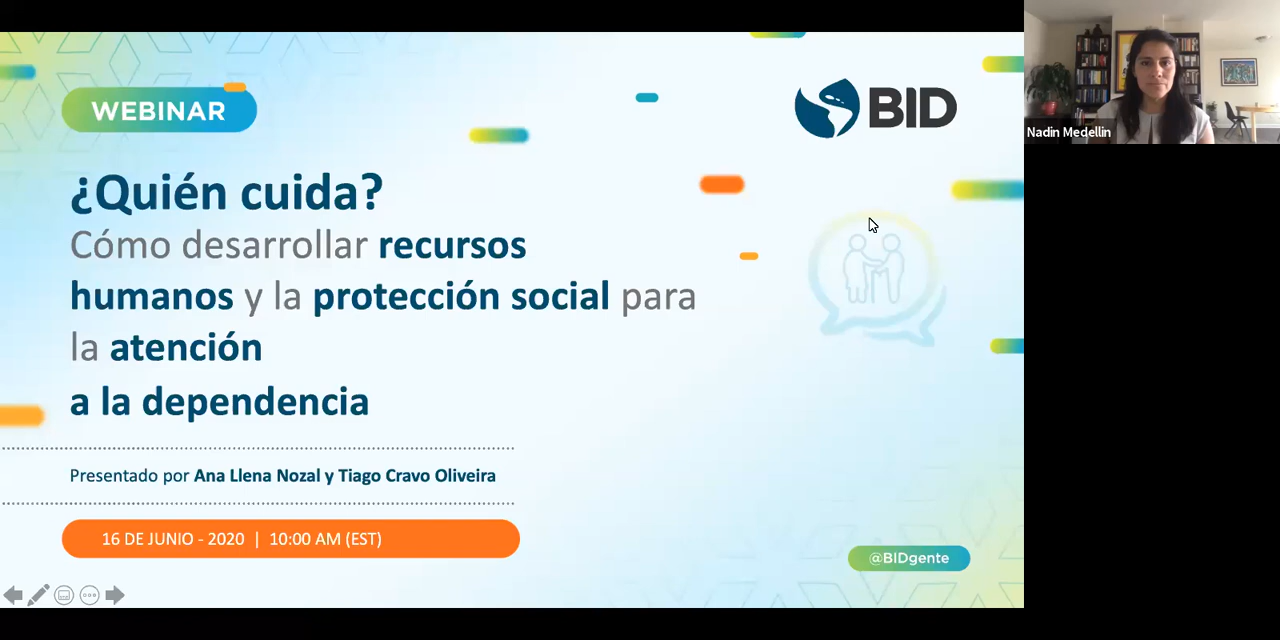 WEBINAR
BID
¿Quién cuida?
Cómo desarrollar recursos
humanos y la protección social para
la atención
a la dependencia
Presentado por Ana Llena Nozal y Tiago Cravo Oliveira
16 DE JUNIO - 2020 | 10:00 AM (EST)
@BIDgente
Nadin Medellin